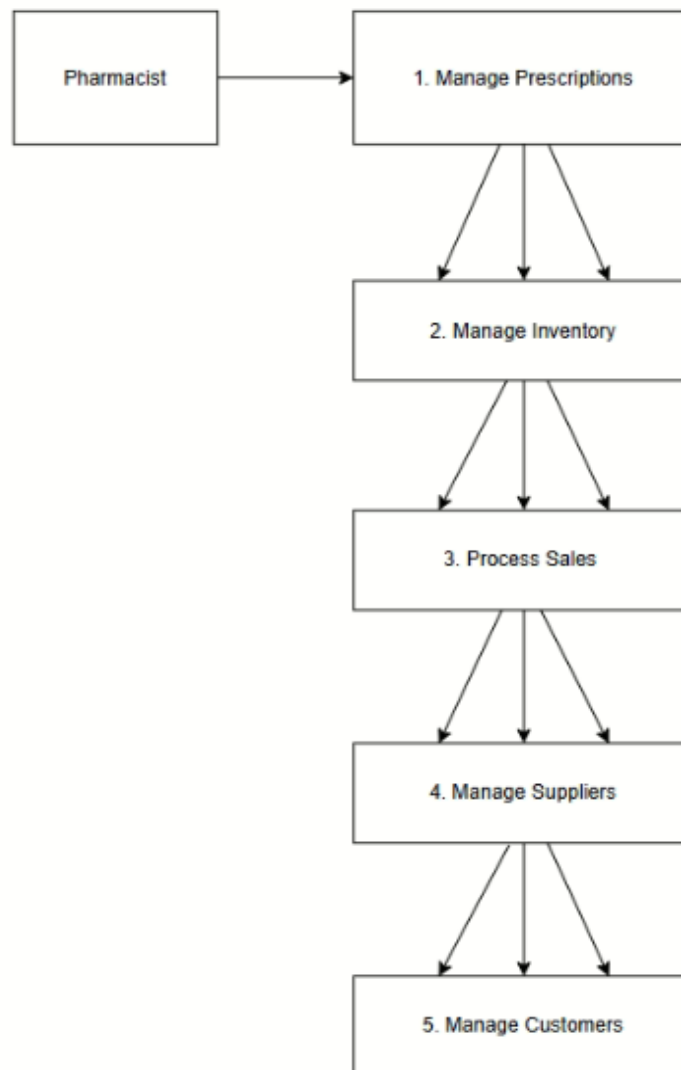 Pharmacist
1. Manage Prescriptions
2. Manage Inventory
3. Process Sales
4. Manage Suppliers
5. Manage Customers